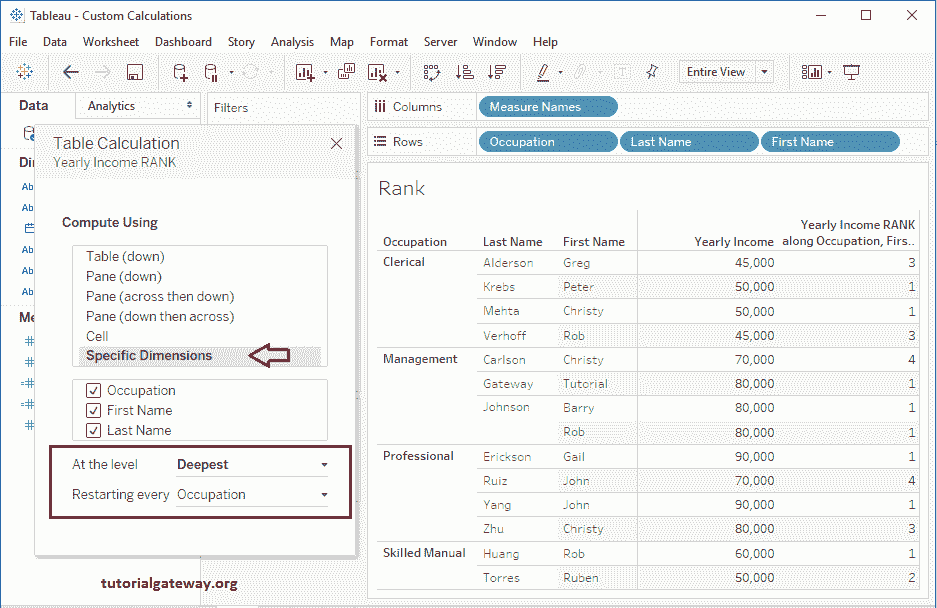 Tableau - Custom Calculations
File Data Worksheet Dashboard Story Analysis Map Format Server Window Help
Entire View
Data Analytics
Filters
Columns Measure Names
Rows Occupation Last Name First Name
Table Calculation
Yearly Income RANK
Compute Using
Table (down)
Pane (down)
Pane (across then down)
Pane (down then across)
Cell
Specific Dimensions
Occupation
First Name
Last Name
At the level Deepest
Restarting every Occupation
tutorialgateway.org
Di
Ab
Ab
Ab
Ab
Ab
Me
Rank
Yearly Income RANK
Occupation Last Name First Name Yearly Income along Occupation, Firs..
Clerical Alderson Greg 45,000 3
Krebs Peter 50,000 1
Mehta Christy 50,000 1
Verhoff Rob 45,000 3
Management Carlson Christy 70,000 4
Gateway Tutorial 80,000 1
Johnson Barry 80,000 1
Rob 80,000 1
Professional Erickson Gail 90,000 1
Ruiz John 70,000 4
Yang John 90,000 1
Zhu Christy 80,000 3
Skilled Manual Huang Rob 60,000 1
Torres Ruben 50,000 2